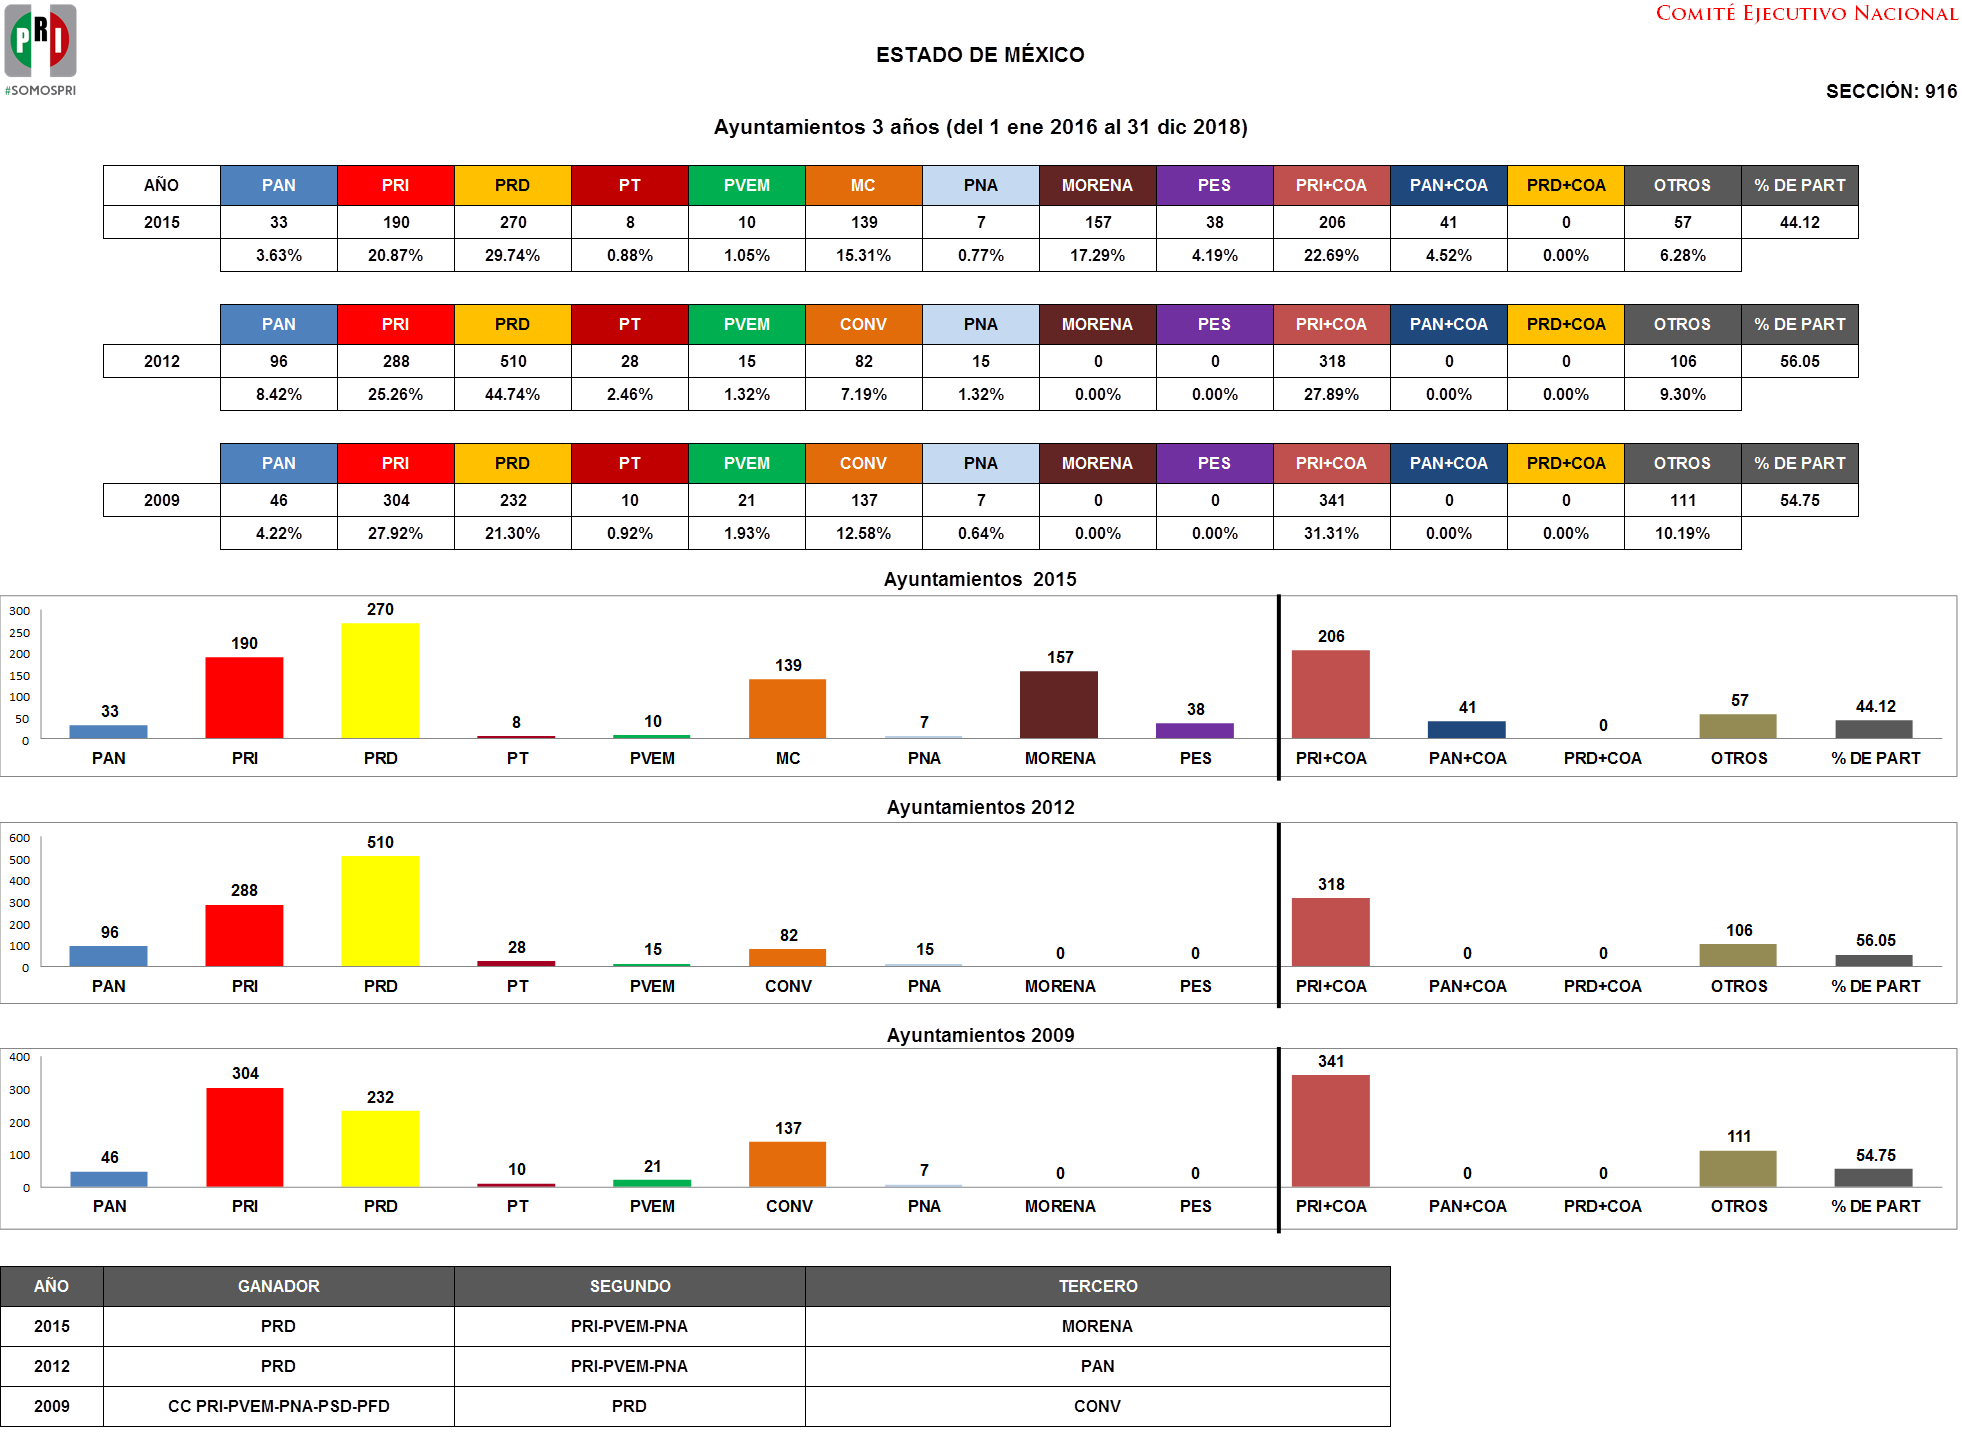 PRI
#SOMOSPRI
COMITÉ EJECUTIVO NACIONAL
ESTADO DE MÉXICO
SECCIÓN: 916
Ayuntamientos 3 años (del 1 ene 2016 al 31 dic 2018)
AÑO PAN PRI PRD PT PVEM MC PNA MORENA PES PRI+COA PAN+COA PRD+COA OTROS % DE PART
2015 33 190 270 8 10 139 7 157 38 206 41 0 57 44.12
3.63% 20.87% 29.74% 0.88% 1.05% 15.31% 0.77% 17.29% 4.19% 22.69% 4.52% 0.00% 6.28%
PAN PRI PRD PT PVEM CONV PNA MORENA PES PRI+COA PAN+COA PRD+COA OTROS % DE PART
2012 96 288 510 28 15 82 15 0 0 318 0 0 106 56.05
8.42% 25.26% 44.74% 2.46% 1.32% 7.19% 1.32% 0.00% 0.00% 27.89% 0.00% 0.00% 9.30%
PAN PRI PRD PT PVEM CONV PNA MORENA PES PRI+COA PAN+COA PRD+COA OTROS % DE PART
2009 46 304 232 10 21 137 7 0 0 341 0 0 111 54.75
4.22% 27.92% 21.30% 0.92% 1.93% 12.58% 0.64% 0.00% 0.00% 31.31% 0.00% 0.00% 10.19%
Ayuntamientos 2015
300
250
200
150
100
50
0
33 190 270 8 10 139 7 157 38 206 41 0 57 44.12
PAN PRI PRD PT PVEM MC PNA MORENA PES PRI+COA PAN+COA PRD+COA OTROS % DE PART
Ayuntamientos 2012
600
500
400
300
200
100
0
96 288 510 28 15 82 15 0 0 318 0 0 106 56.05
PAN PRI PRD PT PVEM CONV PNA MORENA PES PRI+COA PAN+COA PRD+COA OTROS % DE PART
Ayuntamientos 2009
400
300
200
100
0
46 304 232 10 21 137 7 0 0 341 0 0 111 54.75
PAN PRI PRD PT PVEM CONV PNA MORENA PES PRI+COA PAN+COA PRD+COA OTROS % DE PART
AÑO GANADOR SEGUNDO TERCERO
2015 PRD PRI-PVEM-PNA MORENA
2012 PRD PRI-PVEM-PNA PAN
2009 CC PRI-PVEM-PNA-PSD-PFD PRD CONV